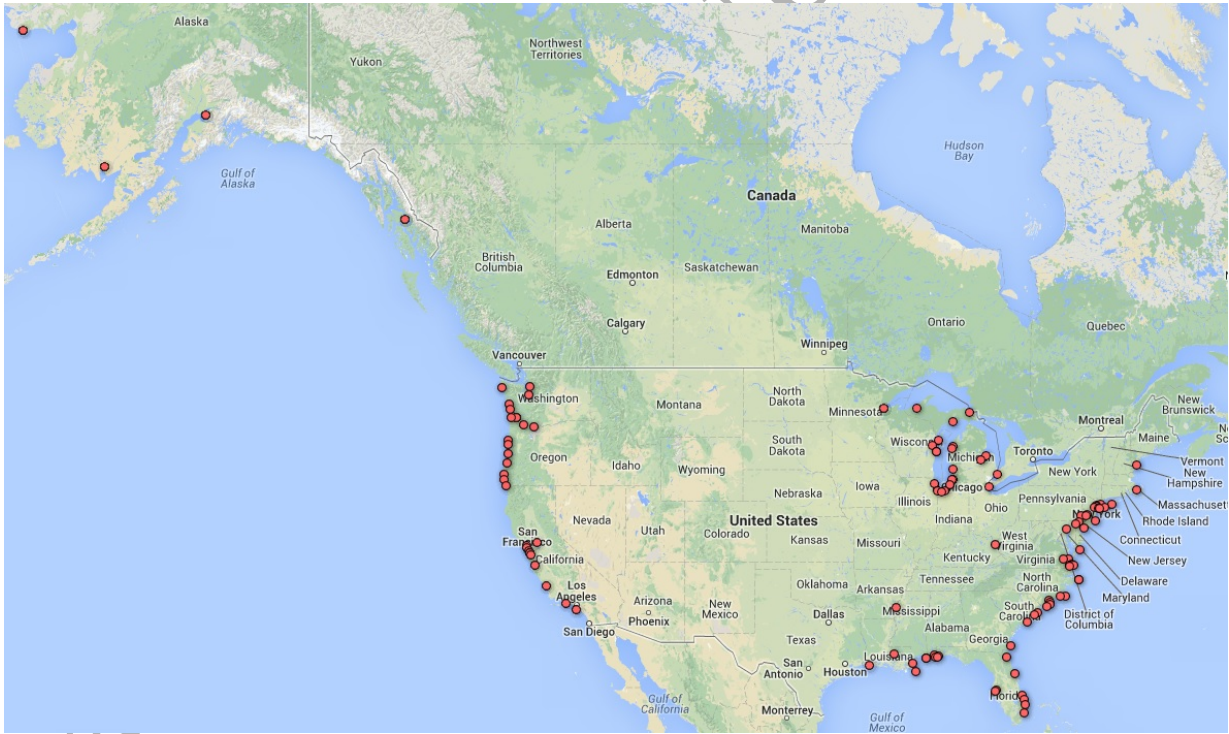 Alaska
Yukon
Northwest
Territories
Gulf of
Alaska
Hudson
Bay
Canada
Alberta
Manitoba
British
Columbia
Edmonton
Saskatchewan
Calgary
Ontario
Quebec
Winnipeg
Vancouver
Washington
Montana
North
Dakota
Minnesota
Montreal
New
Brunswick
Maine
South
Dakota
Toronto
Vermont
New
Hampshire
Oregon
Idaho
Wyoming
New York
Iowa
Chicago
Nebraska
Illinois
Ohio
Pennsylvania
Massachusett
Indiana
New York
Rhode Island
Nevada
Utah
Colorado
United States
Kansas
Missouri
West
Virginia
Connecticut
San
Francisco
California
Kentucky
Virginia
New Jersey
Los
Angeles
Oklahoma
Arkansas
Tennessee
North
Carolina
Delaware
Maryland
Arizona
Phoenix
New
Mexico
Dallas
Mississippi
South
Carolina
District of
Columbia
San Diego
Alabama
Georgia
Texas
San
Antonio
Houston
Louisiana
Gulf of
California
Florida
Monterrey
Gulf of
Mexico